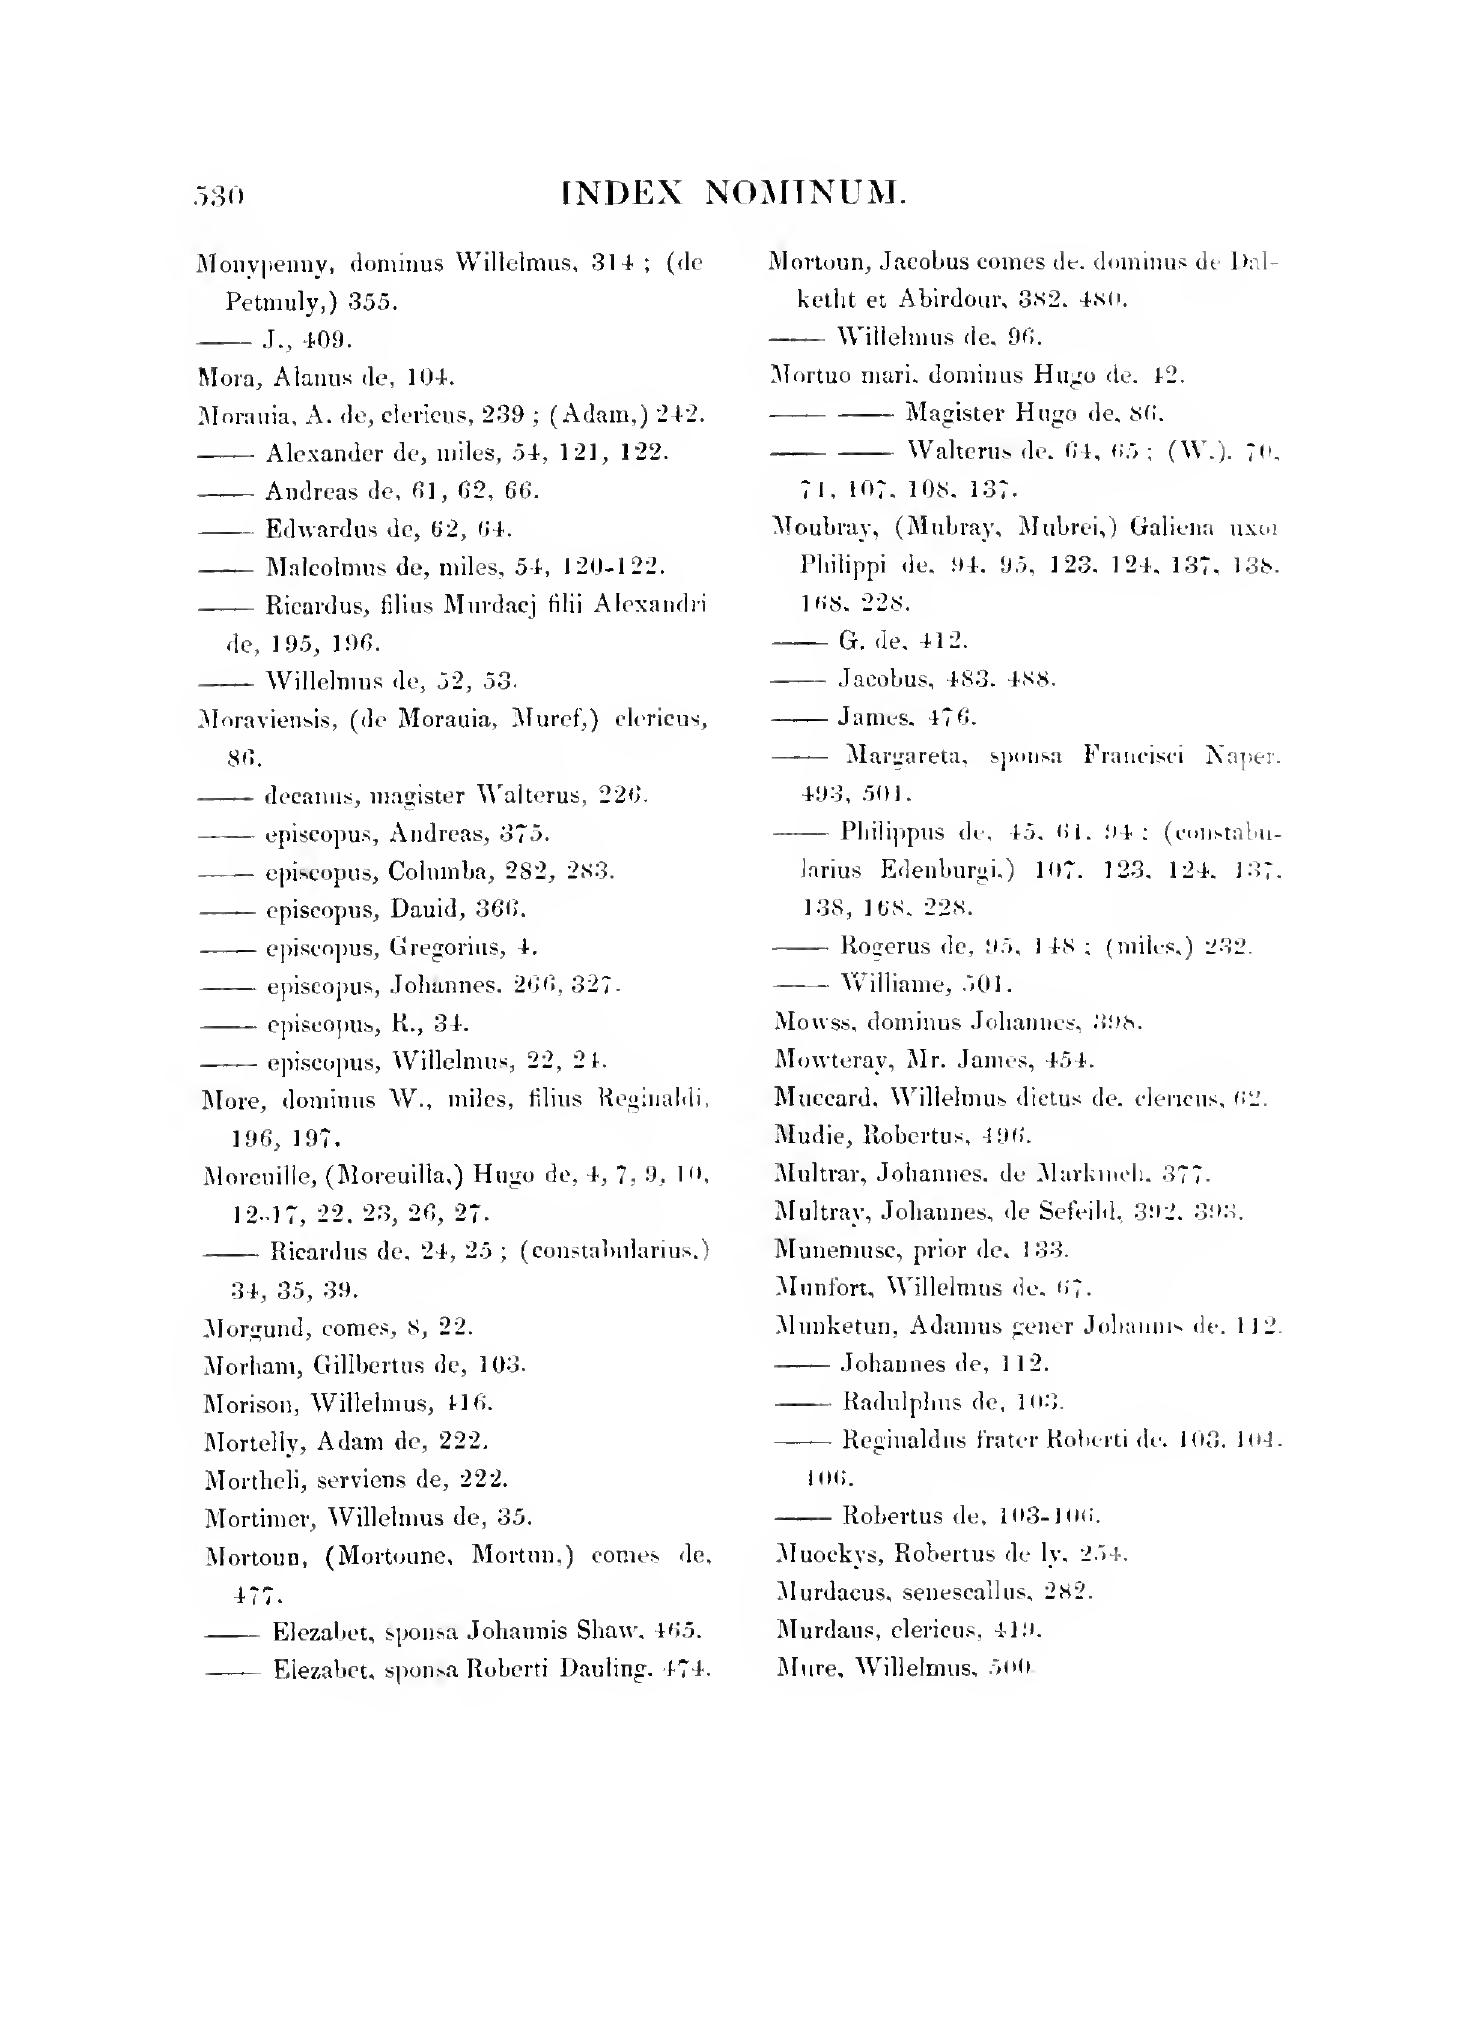 530
INDEX NOMINUM.
Monypenny, dominus Willelmus, 314 ; (de
Petmuly,) 355.
—— J., 409.
Mora, Alanus de, 104.
Morauia, A. de, clericus, 239 ; (Adam,) 242.
—— Alexander de, miles, 54, 121, 122.
—— Andreas de, 61, 62, 66.
—— Edwardus de, 62, 64.
—— Malcolmus de, miles, 54, 120-122.
—— Ricardus, filius Murdacj filii Alexandri
de, 195, 196.
—— Willelmus de, 52, 53.
Moraviensis, (de Morauia, Muref,) clericus,
86.
—— decanus, magister Walterus, 226.
—— episcopus, Andreas, 375.
—— episcopus, Columba, 282, 283.
—— episcopus, Dauid, 366.
—— episcopus, Gregorius, 4.
—— episcopus, Johannes, 266, 327.
—— episcopus, R., 34.
—— episcopus, Willelmus, 22, 24.
More, dominus W., miles, filius Reginaldi,
196, 197.
Moreuille, (Moreuilla,) Hugo de, 4, 7, 9, 10,
12-17, 22, 23, 26, 27.
—— Ricardus de, 24, 25 ; (constabularius,)
34, 35, 39.
Morgund, comes, 8, 22.
Morham, Gillbertus de, 103.
Morison, Willelmus, 416.
Mortelly, Adam de, 222.
Mortheli, serviens de, 222.
Mortimer, Willelmus de, 35.
Mortoun, (Mortoune, Mortun,) comes de,
477.
—— Elezabet, sponsa Johannis Shaw, 465.
—— Elezabet, sponsa Roberti Dauling, 474.
Mortoun, Jacobus comes de, dominus de Dal-
ketht et Abirdour, 382, 480.
—— Willelmus de, 96.
Mortuo mari, dominus Hugo de, 42.
—— —— Magister Hugo de, 86.
—— —— Walterus de, 64, 65 ; (W.), 70,
71, 107, 108, 137.
Moubray, (Mubray, Mubrei,) Galiena uxor
Philippi de, 94, 95, 123, 124, 137, 138,
168, 228.
—— G. de, 412.
—— Jacobus, 483, 488.
—— James, 476.
—— Margareta, sponsa Francisci Naper,
493, 501.
—— Philippus de, 45, 61, 94 ; (constabu-
larius Edenburgi,) 107, 123, 124, 137,
138, 168, 228.
—— Rogerus de, 95, 148 ; (miles,) 232.
—— Williame, 501.
Mowss, dominus Johannes, 398.
Mowteray, Mr. James, 454.
Muccard, Willelmus dictus de, clericus, 62.
Mudie, Robertus, 496.
Multrar, Johannes, de Markinch, 377.
Multray, Johannes, de Sefeild, 392, 393.
Munemusc, prior de, 133.
Munfort, Willelmus de, 67.
Munketun, Adamus gener Johannis de, 112.
—— Johannes de, 112.
—— Radulphus de, 103.
—— Reginaldus frater Roberti de, 103, 104,
106.
—— Robertus de, 103-106.
Muockys, Robertus de ly, 254.
Murdacus, senescallus, 282.
Murdaus, clericus, 419.
Mure, Willelmus, 500